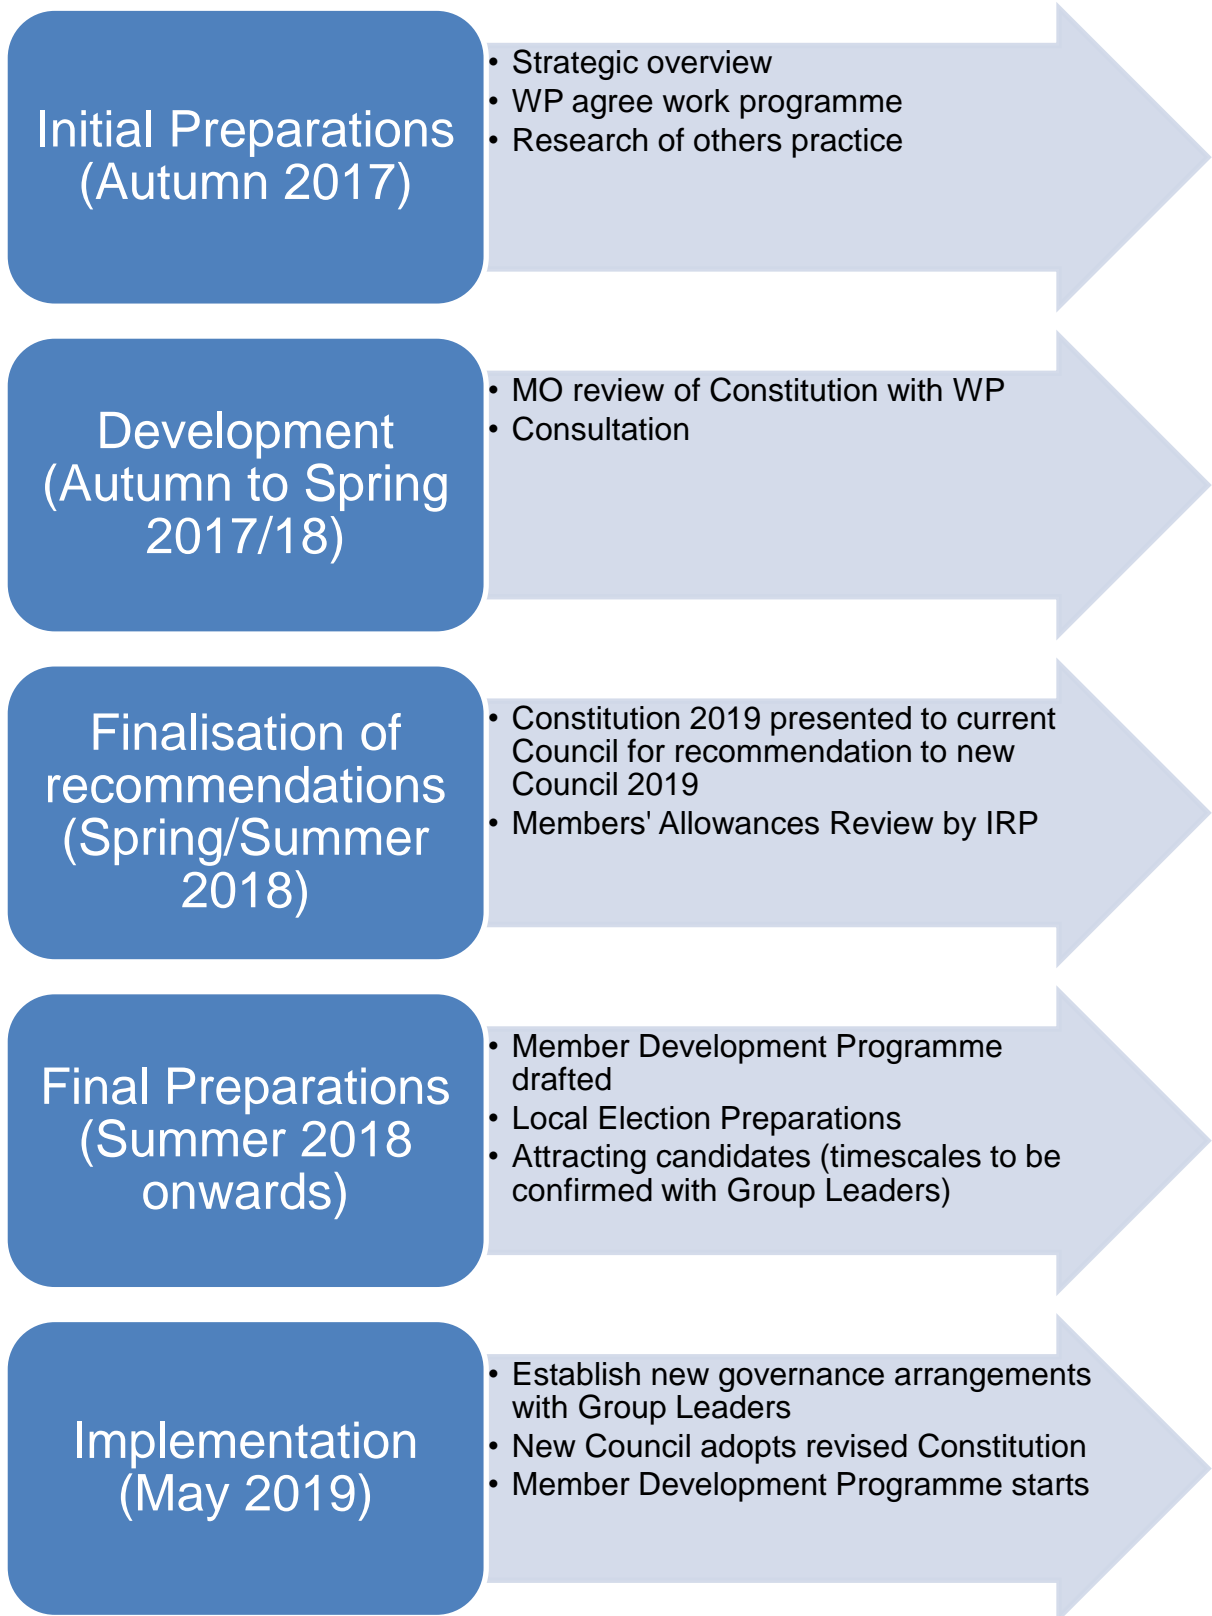 Initial Preparations
(Autumn 2017)
• Strategic overview
• WP agree work programme
• Research of others practice
Development
(Autumn to Spring
2017/18)
• MO review of Constitution with WP
• Consultation
Finalisation of
recommendations
(Spring/Summer
2018)
• Constitution 2019 presented to current
Council for recommendation to new
Council 2019
• Members' Allowances Review by IRP
Final Preparations
(Summer 2018
onwards)
• Member Development Programme
drafted
• Local Election Preparations
• Attracting candidates (timescales to be
confirmed with Group Leaders)
Implementation
(May 2019)
• Establish new governance arrangements
with Group Leaders
• New Council adopts revised Constitution
• Member Development Programme starts